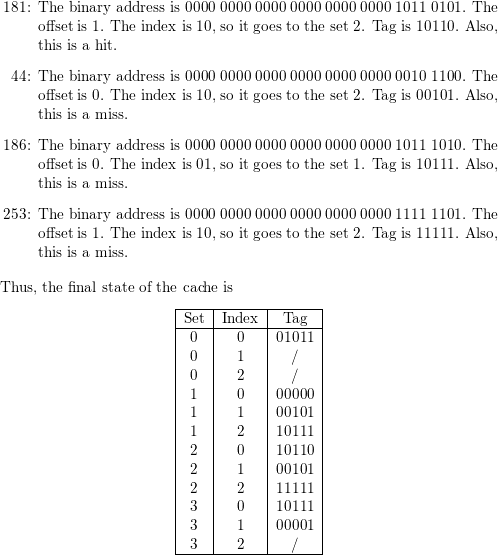 181: The binary address is 0000 0000 0000 0000 0000 0000 1011 0101. The
offset is 1. The index is 10, so it goes to the set 2. Tag is 10110. Also,
this is a hit.
44: The binary address is 0000 0000 0000 0000 0000 0000 0010 1100. The
offset is 0. The index is 10, so it goes to the set 2. Tag is 00101. Also,
this is a miss.
186: The binary address is 0000 0000 0000 0000 0000 0000 1011 1010. The
offset is 0. The index is 01, so it goes to the set 1. Tag is 10111. Also,
this is a miss.
253: The binary address is 0000 0000 0000 0000 0000 0000 1111 1101. The
offset is 1. The index is 10, so it goes to the set 2. Tag is 11111. Also,
this is a miss.
Thus, the final state of the cache is
Set Index Tag
0 0 01011
0 1 /
0 2 /
1 0 00000
1 1 00101
1 2 10111
2 0 10110
2 1 00101
2 2 11111
3 0 10111
3 1 00001
3 2 /